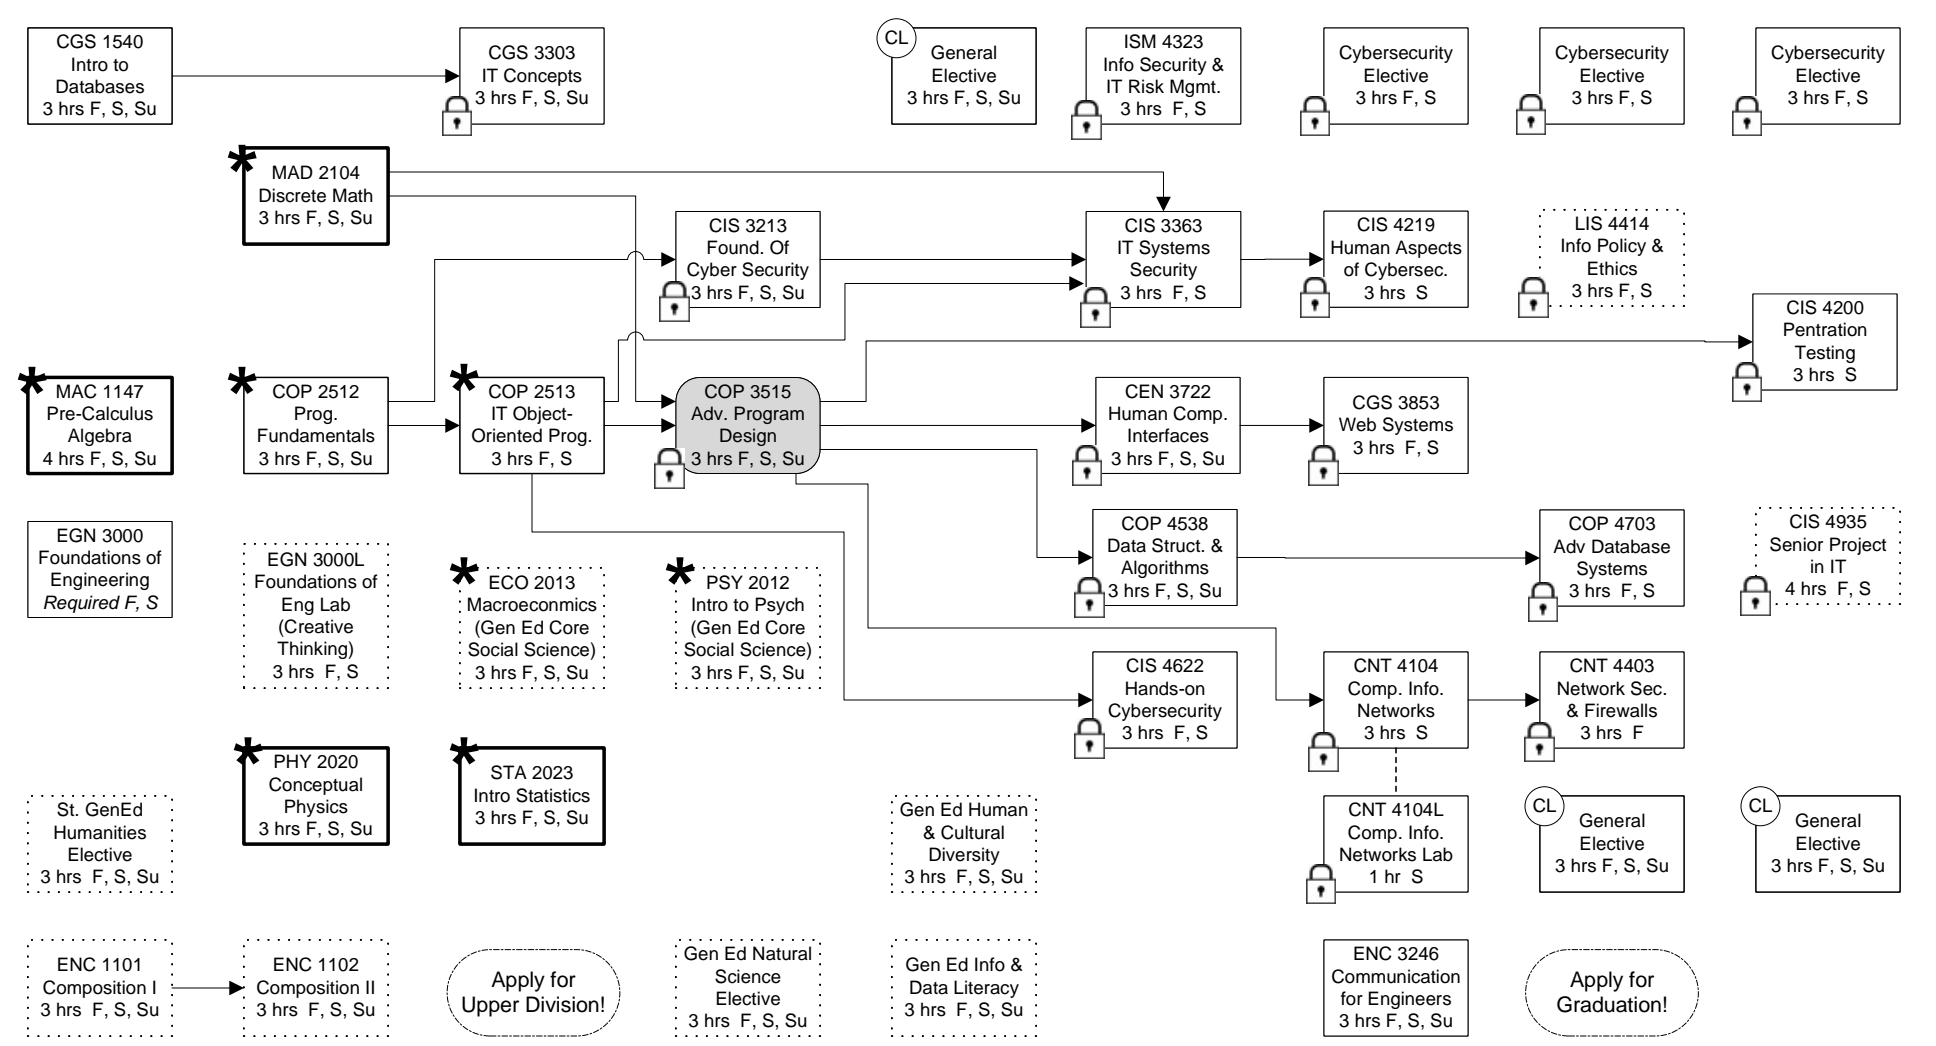 CGS 1540
Intro to
Databases
3 hrs F, S, Su
CGS 3303
IT Concepts
3 hrs F, S, Su
CL
General
Elective
3 hrs F, S, Su
ISM 4323
Info Security &
IT Risk Mgmt.
3 hrs  F, S
Cybersecurity
Elective
3 hrs F, S
Cybersecurity
Elective
3 hrs F, S
Cybersecurity
Elective
3 hrs F, S
*
MAD 2104
Discrete Math
3 hrs F, S, Su
CIS 3213
Found. Of
Cyber Security
3 hrs F, S, Su
CIS 3363
IT Systems
Security
3 hrs  F, S
CIS 4219
Human Aspects
of Cybersec.
3 hrs  S
LIS 4414
Info Policy &
Ethics
3 hrs F, S
CIS 4200
Pentration
Testing
3 hrs  S
*
MAC 1147
Pre-Calculus
Algebra
4 hrs F, S, Su
*
COP 2512
Prog.
Fundamentals
3 hrs F, S, Su
*
COP 2513
IT Object-
Oriented Prog.
3 hrs F, S
COP 3515
Adv. Program
Design
3 hrs F, S, Su
CEN 3722
Human Comp.
Interfaces
3 hrs F, S, Su
CGS 3853
Web Systems
3 hrs  F, S
EGN 3000
Foundations of
Engineering
Required F, S
EGN 3000L
Foundations of
Eng Lab
(Creative
Thinking)
3 hrs  F, S
*
ECO 2013
Macroeconmics
(Gen Ed Core
Social Science)
3 hrs  F, S, Su
*
PSY 2012
Intro to Psych
(Gen Ed Core
Social Science)
3 hrs  F, S, Su
COP 4538
Data Struct. &
Algorithms
3 hrs F, S, Su
COP 4703
Adv Database
Systems
3 hrs  F, S
CIS 4935
Senior Project
in IT
4 hrs  F, S
CIS 4622
Hands-on
Cybersecurity
3 hrs  F, S
CNT 4104
Comp. Info.
Networks
3 hrs  S
CNT 4403
Network Sec.
& Firewalls
3 hrs  F
*
PHY 2020
Conceptual
Physics
3 hrs F, S, Su
*
STA 2023
Intro Statistics
3 hrs F, S, Su
St. GenEd
Humanities
Elective
3 hrs  F, S, Su
Gen Ed Human
& Cultural
Diversity
3 hrs  F, S, Su
CNT 4104L
Comp. Info.
Networks Lab
1 hr  S
CL
General
Elective
3 hrs F, S, Su
CL
General
Elective
3 hrs F, S, Su
ENC 1101
Composition I
3 hrs  F, S, Su
ENC 1102
Composition II
3 hrs  F, S, Su
Apply for
Upper Division!
Gen Ed Natural
Science
Elective
3 hrs  F, S, Su
Gen Ed Info &
Data Literacy
3 hrs  F, S, Su
ENC 3246
Communication
for Engineers
3 hrs F, S, Su
Apply for
Graduation!